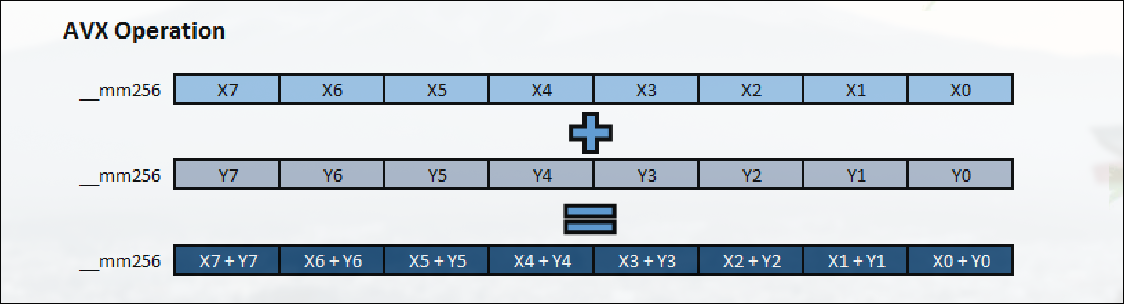 AVX Operation
__mm256 X7 X6 X5 X4 X3 X2 X1 X0
__mm256 Y7 Y6 Y5 Y4 Y3 Y2 Y1 Y0
__mm256 X7 + Y7 X6 + Y6 X5 + Y5 X4 + Y4 X3 + Y3 X2 + Y2 X1 + Y1 X0 + Y0